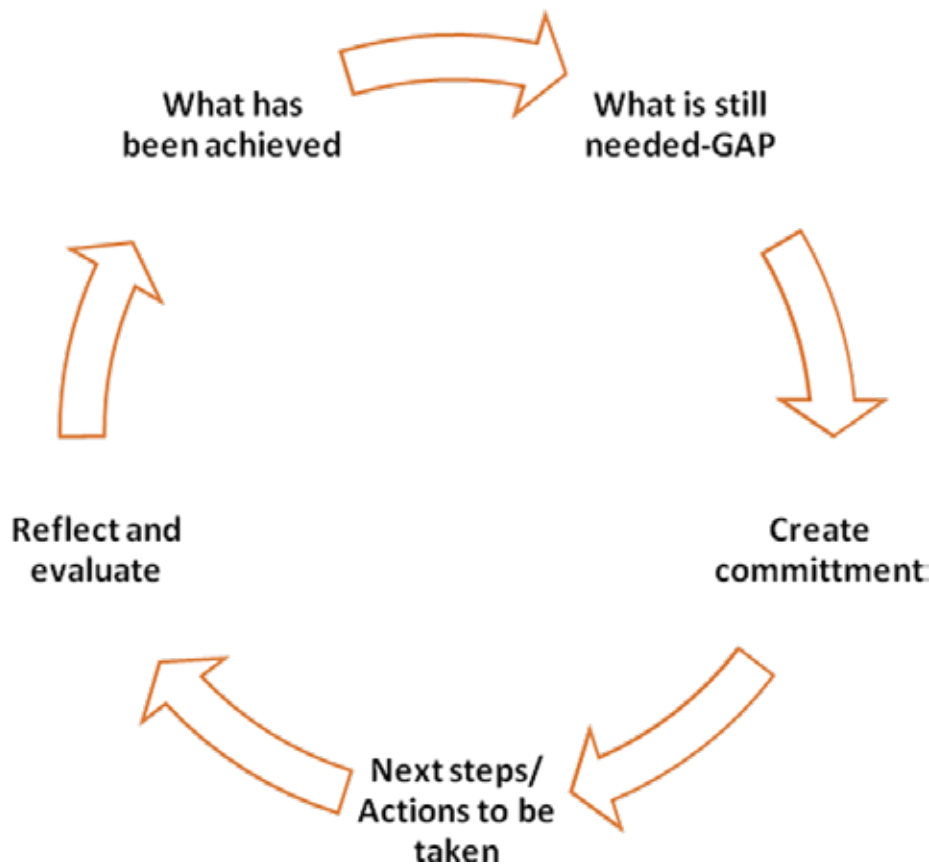 What has
been achieved
What is still
needed-GAP
Create
committment:
Next steps/
Actions to be
taken
Reflect and
evaluate